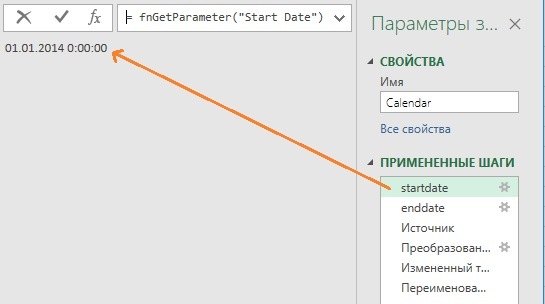 = fnGetParameter("Start Date")
01.01.2014 0:00:00
Параметры з...
СВОЙСТВА
Имя
Calendar
Все свойства
ПРИМЕНЕННЫЕ ШАГИ
startdate
enddate
Источник
Преобразован...
Измененный т...
Переименова...